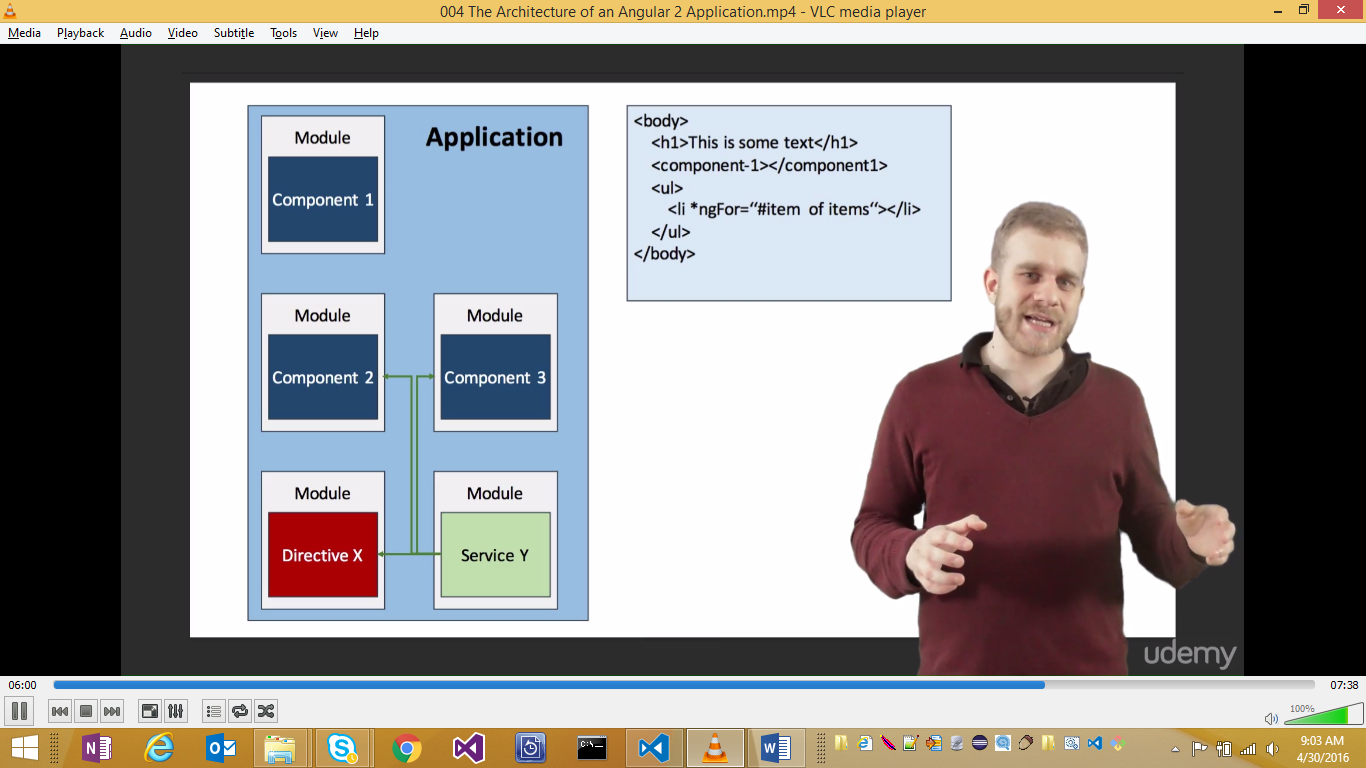 004 The Architecture of an Angular 2 Application.mp4 - VLC media player
Media Playback Audio Video Subtitle Tools View Help
Application
Module
Component 1
Module
Component 2
Module
Component 3
Module
Directive X
Module
Service Y
<body>
<h1>This is some text</h1>
<component-1></component1>
<ul>
<li *ngFor=“#item of items“></li>
</ul>
</body>
udemy
06:00
07:38
100%
N
C:\
W
9:03 AM
4/30/2016